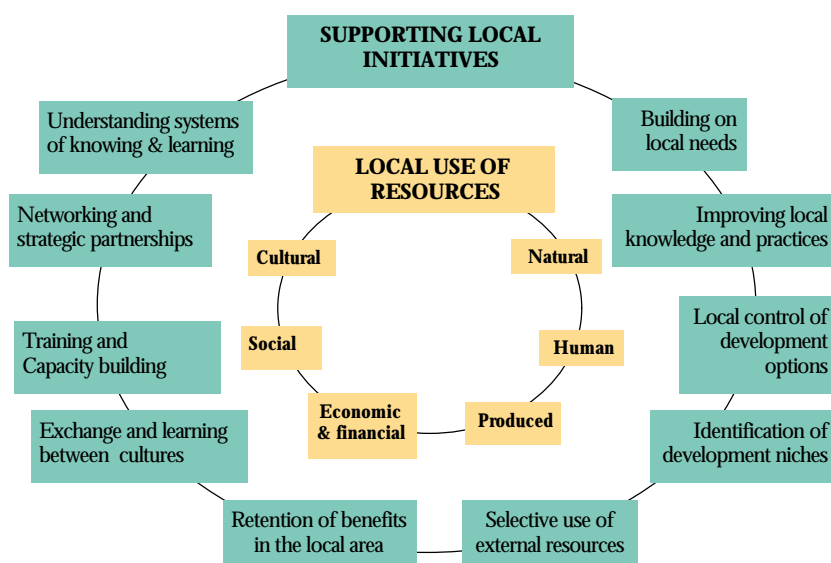 SUPPORTING LOCAL
INITIATIVES
Building on
local needs
Improving local
knowledge and practices
Local control of
development
options
Identification of
development niches
Selective use of
external resources
Retention of benefits
in the local area
Exchange and learning
between cultures
Training and
Capacity building
Networking and
strategic partnerships
Understanding systems
of knowing & learning
LOCAL USE OF
RESOURCES
Natural
Human
Produced
Economic
& financial
Social
Cultural